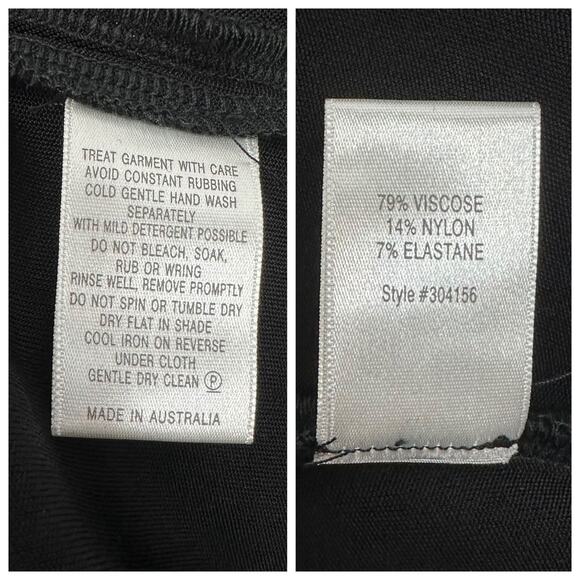 TREAT GARMENT WITH CARE
AVOID CONSTANT RUBBING
COLD GENTLE HAND WASH
SEPARATELY
WITH MILD DETERGENT POSSIBLE
DO NOT BLEACH, SOAK,
RUB OR WRING
RINSE WELL, REMOVE PROMPTLY
DO NOT SPIN OR TUMBLE DRY
DRY FLAT IN SHADE
COOL IRON ON REVERSE
UNDER CLOTH
GENTLE DRY CLEAN Ⓟ
MADE IN AUSTRALIA
79% VISCOSE
14% NYLON
7% ELASTANE
Style #304156